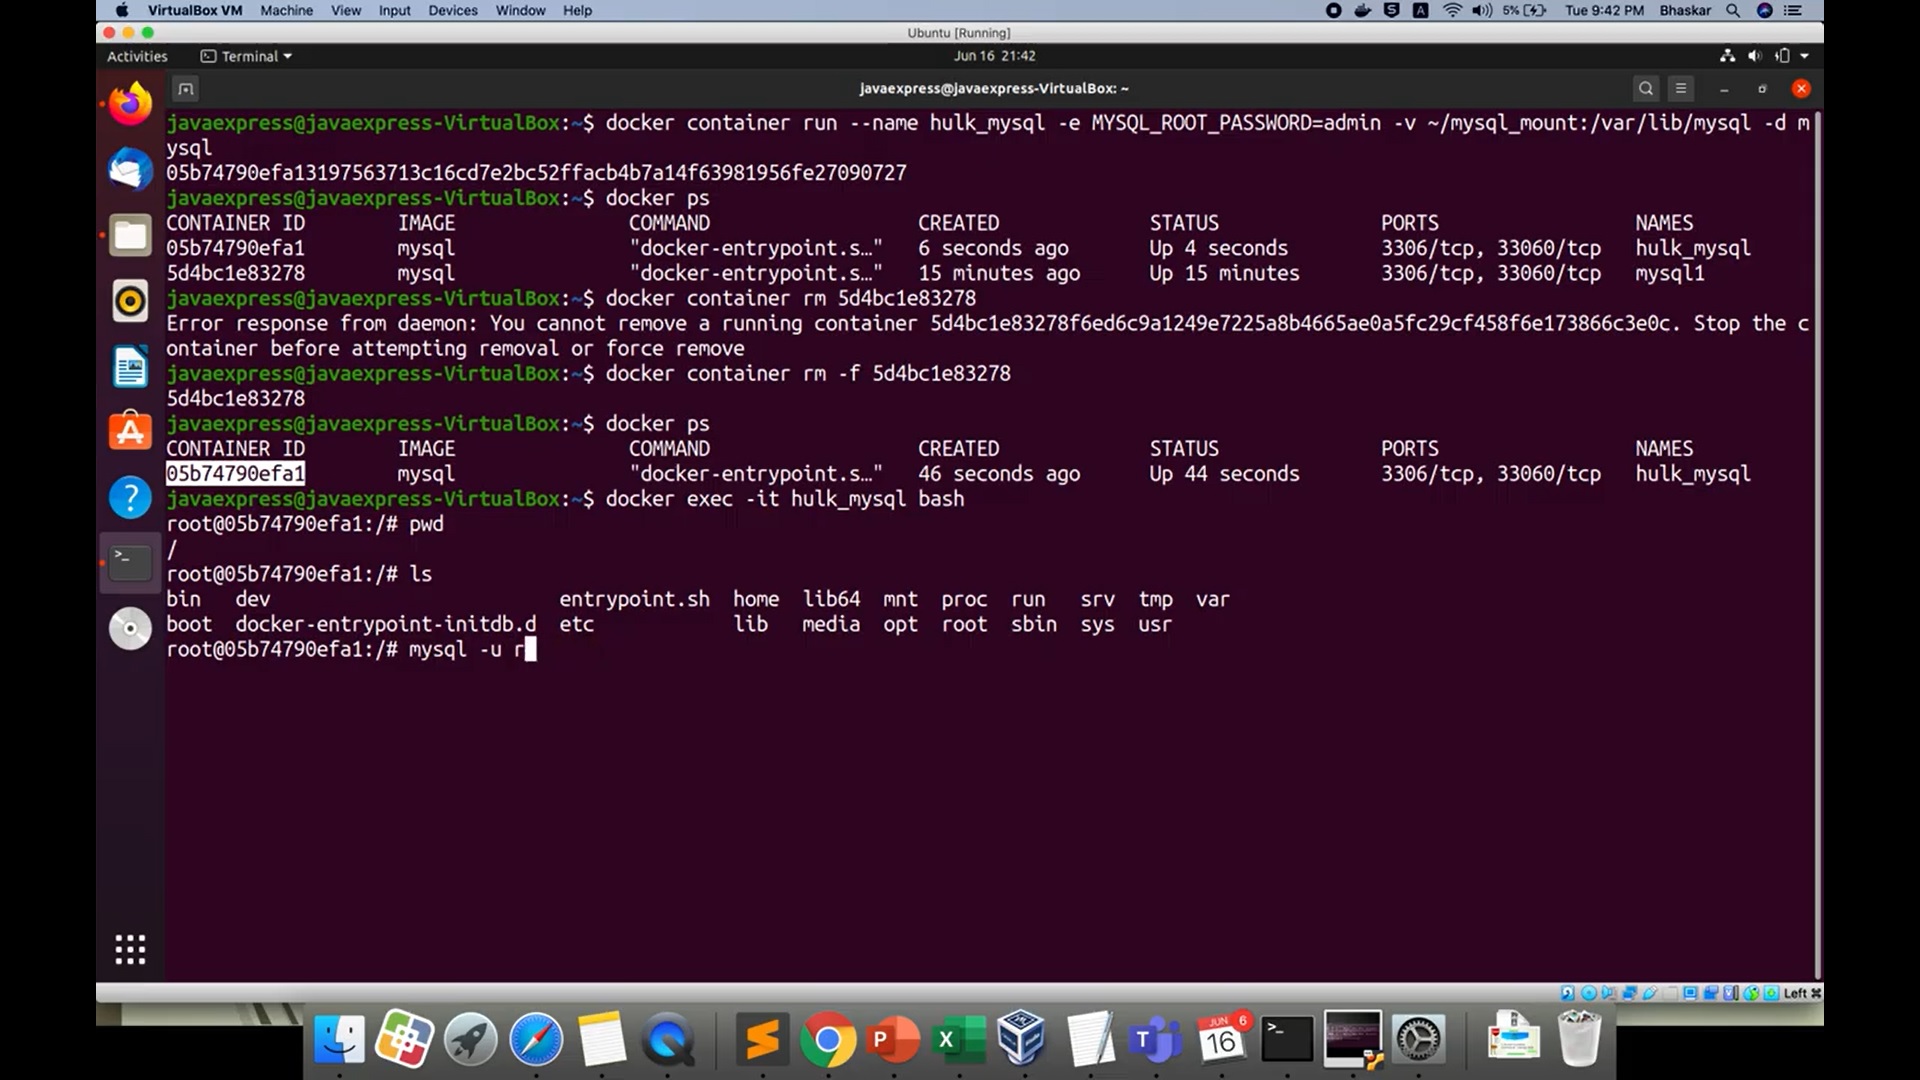 VirtualBox VM Machine View Input Devices Window Help 5% Tue 9:42 PM Bhaskar
Ubuntu [Running]
Activities Terminal Jun 16 21:42
javaexpress@javaexpress-VirtualBox: ~
javaexpress@javaexpress-VirtualBox:~$ docker container run --name hulk_mysql -e MYSQL_ROOT_PASSWORD=admin -v ~/mysql_mount:/var/lib/mysql -d m
ysql
05b74790efa13197563713c16cd7e2bc52ffacb4b7a14f63981956fe27090727
javaexpress@javaexpress-VirtualBox:~$ docker ps
CONTAINER ID IMAGE COMMAND CREATED STATUS PORTS NAMES
05b74790efa1 mysql "docker-entrypoint.s…" 6 seconds ago Up 4 seconds 3306/tcp, 33060/tcp hulk_mysql
5d4bc1e83278 mysql "docker-entrypoint.s…" 15 minutes ago Up 15 minutes 3306/tcp, 33060/tcp mysql1
javaexpress@javaexpress-VirtualBox:~$ docker container rm 5d4bc1e83278
Error response from daemon: You cannot remove a running container 5d4bc1e83278f6ed6c9a1249e7225a8b4665ae0a5fc29cf458f6e173866c3e0c. Stop the c
ontainer before attempting removal or force remove
javaexpress@javaexpress-VirtualBox:~$ docker container rm -f 5d4bc1e83278
5d4bc1e83278
javaexpress@javaexpress-VirtualBox:~$ docker ps
CONTAINER ID IMAGE COMMAND CREATED STATUS PORTS NAMES
05b74790efa1 mysql "docker-entrypoint.s…" 46 seconds ago Up 44 seconds 3306/tcp, 33060/tcp hulk_mysql
javaexpress@javaexpress-VirtualBox:~$ docker exec -it hulk_mysql bash
root@05b74790efa1:/# pwd
/
root@05b74790efa1:/# ls
bin dev entrypoint.sh home lib64 mnt proc run srv tmp var
boot docker-entrypoint-initdb.d etc lib media opt root sbin sys usr
root@05b74790efa1:/# mysql -u r
Left ⌘
JUN 6
16